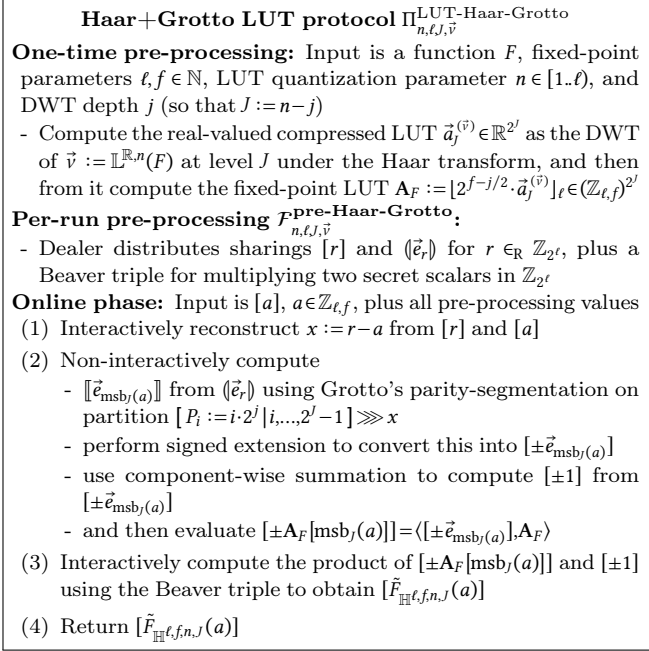 Haar+Grotto LUT protocol Π^{LUT-Haar-Grotto}_{n,ℓ,J,ν⃗}
One-time pre-processing: Input is a function F, fixed-point
parameters ℓ, f ∈ ℕ, LUT quantization parameter n ∈ [1..ℓ), and
DWT depth j (so that J := n−j)
- Compute the real-valued compressed LUT a⃗_J^{(ν⃗)} ∈ ℝ^{2^J} as the DWT
of ν⃗ := 𝕃^{ℝ,n}(F) at level J under the Haar transform, and then
from it compute the fixed-point LUT A_F := ⌊2^{f−j/2} · a⃗_J^{(ν⃗)}⌋_ℓ ∈ (ℤ_{ℓ,f})^{2^J}
Per-run pre-processing 𝓕^{pre-Haar-Grotto}_{n,ℓ,J,ν⃗}:
- Dealer distributes sharings [r] and ⦇e⃗_r⦈ for r ∈_R ℤ_{2^ℓ}, plus a
Beaver triple for multiplying two secret scalars in ℤ_{2^ℓ}
Online phase: Input is [a], a ∈ ℤ_{ℓ,f}, plus all pre-processing values
(1) Interactively reconstruct x := r−a from [r] and [a]
(2) Non-interactively compute
- ⟦e⃗_{msb_J(a)}⟧ from ⦇e⃗_r⦈ using Grotto's parity-segmentation on
partition [P_i := i·2^j | i,...,2^J−1] ⋙ x
- perform signed extension to convert this into [±e⃗_{msb_J(a)}]
- use component-wise summation to compute [±1] from
[±e⃗_{msb_J(a)}]
- and then evaluate [±A_F[msb_J(a)]] = ⟨[±e⃗_{msb_J(a)}], A_F⟩
(3) Interactively compute the product of [±A_F[msb_J(a)]] and [±1]
using the Beaver triple to obtain [F̃_{ℍ^{ℓ,f,n,J}}(a)]
(4) Return [F̃_{ℍ^{ℓ,f,n,J}}(a)]